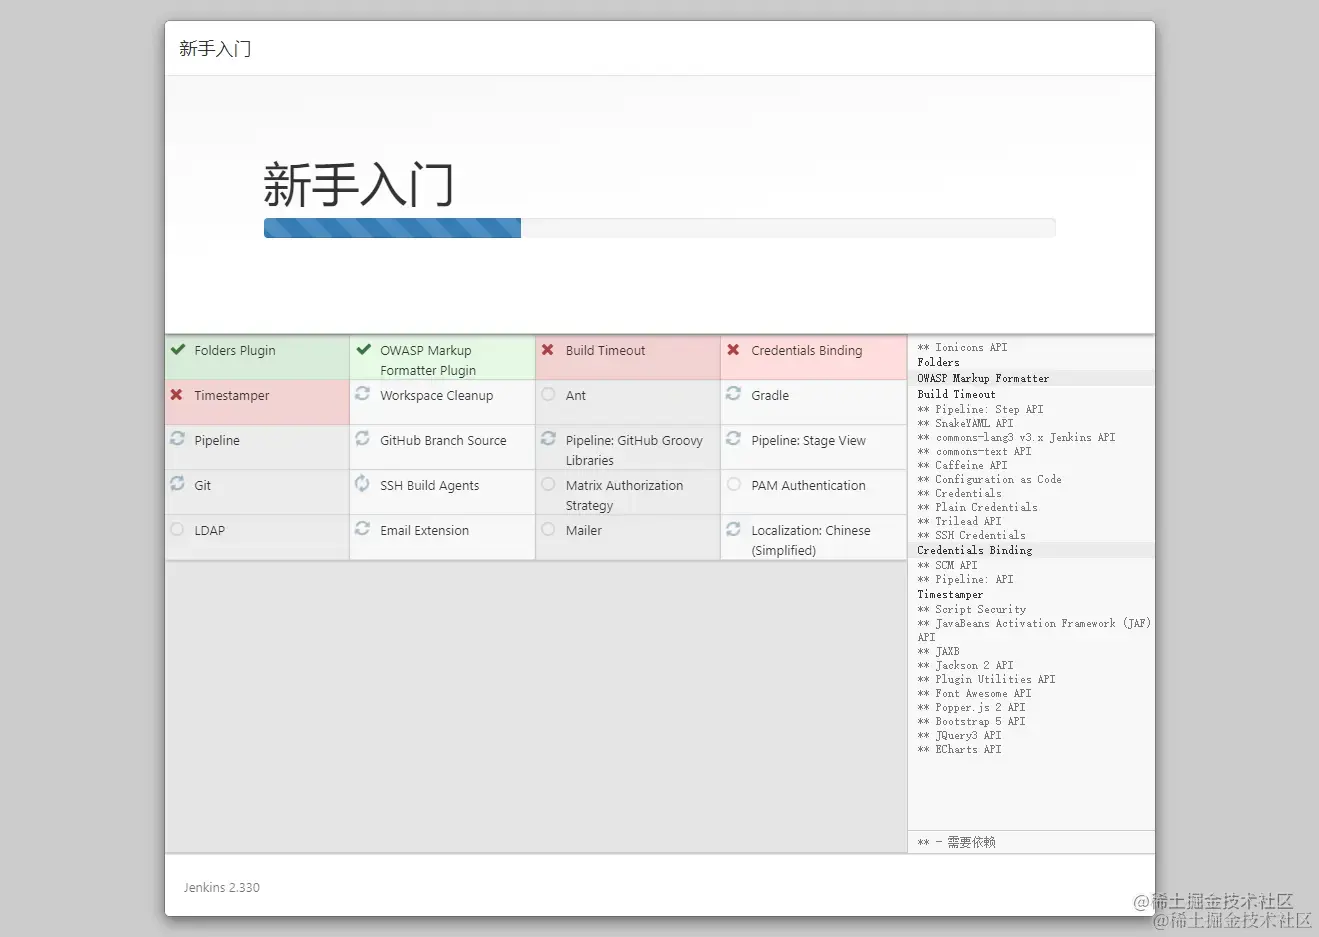 新手入门
新手入门
Folders Plugin
OWASP Markup
Formatter Plugin
Build Timeout
Credentials Binding
Timestamper
Workspace Cleanup
Ant
Gradle
Pipeline
GitHub Branch Source
Pipeline: GitHub Groovy
Libraries
Pipeline: Stage View
Git
SSH Build Agents
Matrix Authorization
Strategy
PAM Authentication
LDAP
Email Extension
Mailer
Localization: Chinese
(Simplified)
** Ionicons API
Folders
OWASP Markup Formatter
Build Timeout
** Pipeline: Step API
** SnakeYAML API
** commons-lang3 v3.x Jenkins API
** commons-text API
** Caffeine API
** Configuration as Code
** Credentials
** Plain Credentials
** Trilead API
** SSH Credentials
Credentials Binding
** SCM API
** Pipeline: API
Timestamper
** Script Security
** JavaBeans Activation Framework (JAF)
API
** JAXB
** Jackson 2 API
** Plugin Utilities API
** Font Awesome API
** Popper.js 2 API
** Bootstrap 5 API
** JQuery3 API
** ECharts API
** - 需要依赖
Jenkins 2.330
@稀土掘金技术社区
@稀土掘金技术社区